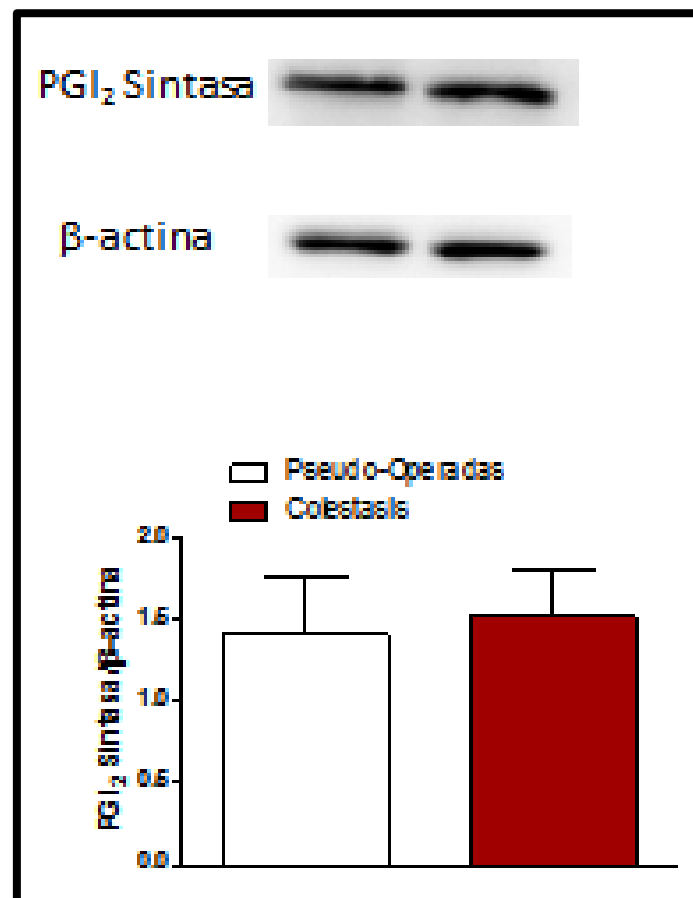 PGI₂ Sintasa
β-actina
Pseudo-Operadas
Colestasis
2.0
1.5
1.0
0.5
0.0
PGI₂ Sintasa/β-actina